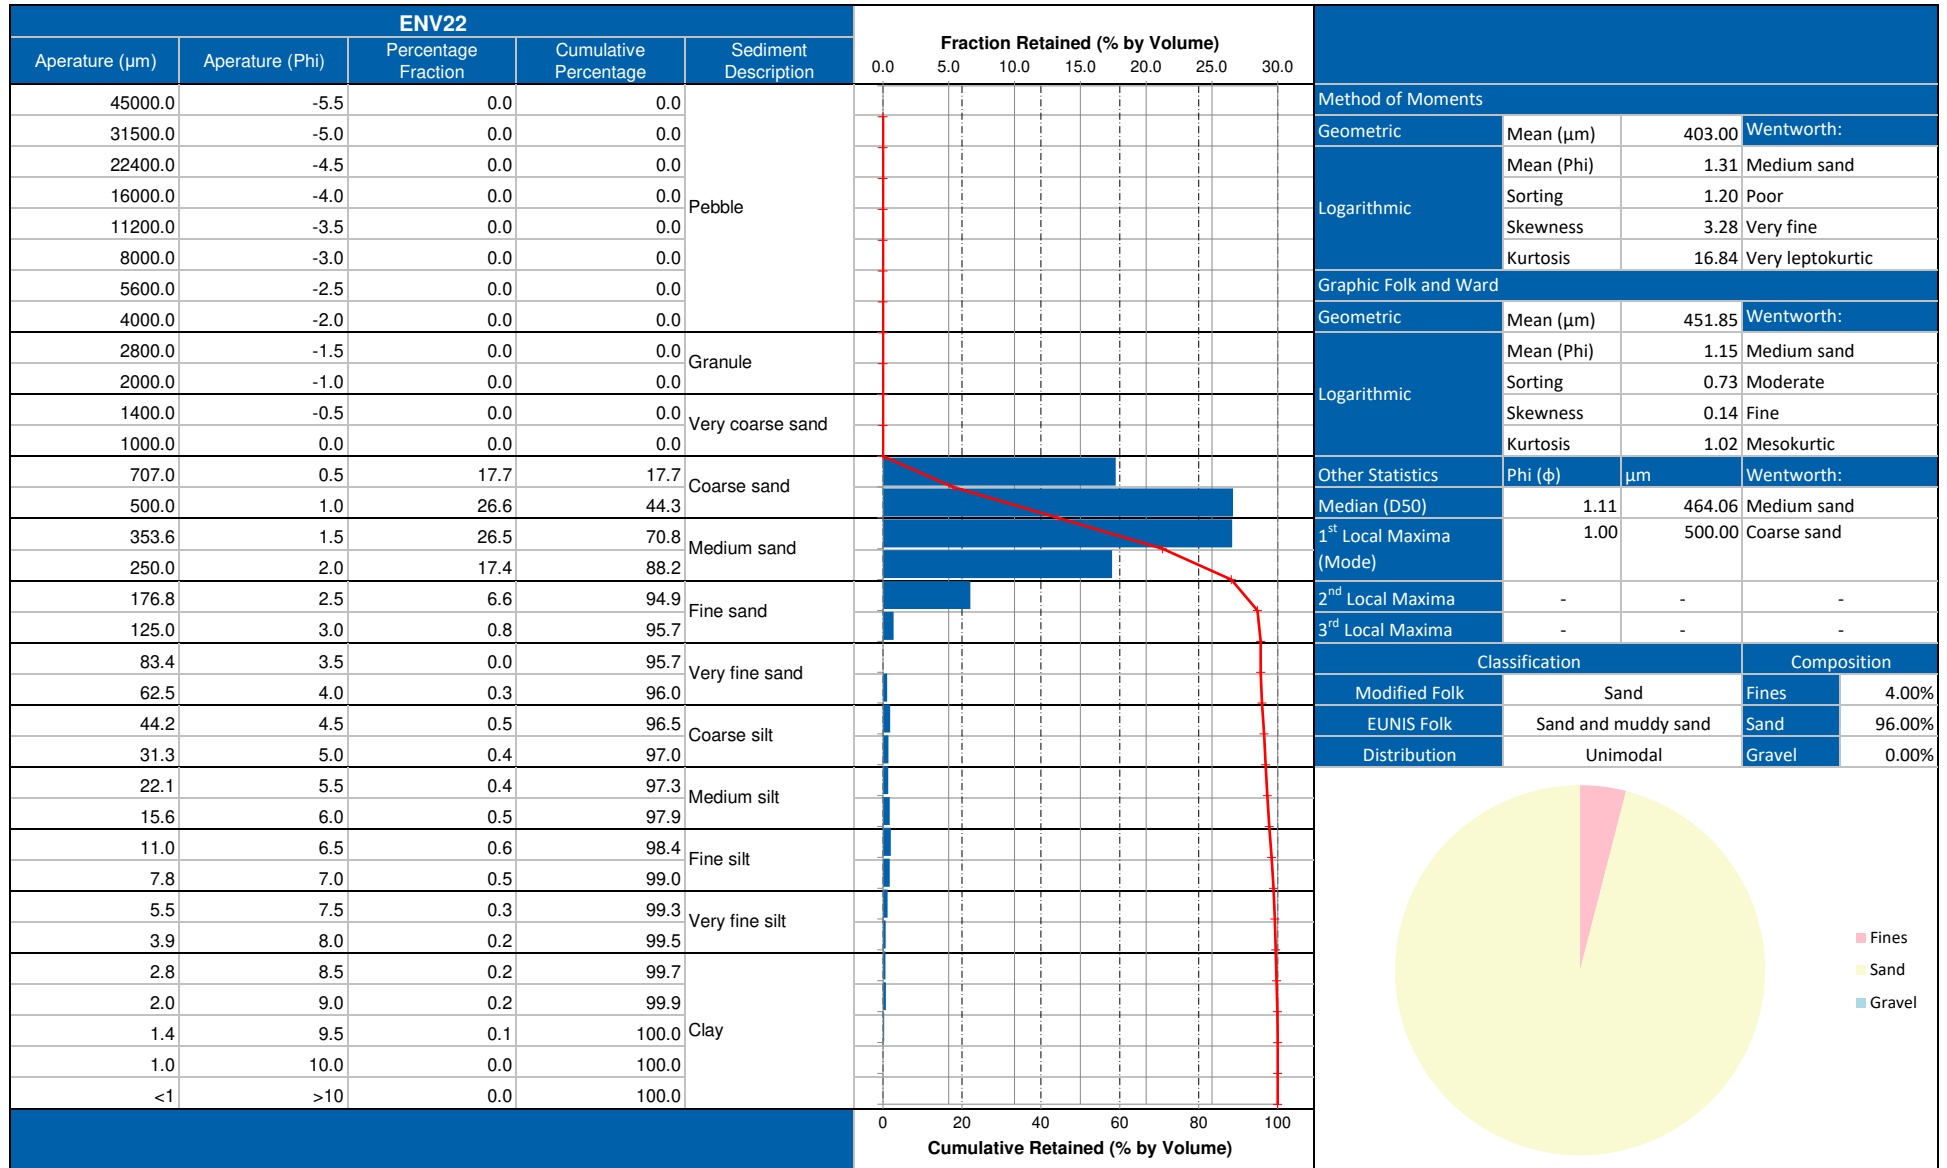 ENV22
Aperature (µm) Aperature (Phi) Percentage Fraction Cumulative Percentage Sediment Description
45000.0 -5.5 0.0 0.0
31500.0 -5.0 0.0 0.0
22400.0 -4.5 0.0 0.0
16000.0 -4.0 0.0 0.0 Pebble
11200.0 -3.5 0.0 0.0
8000.0 -3.0 0.0 0.0
5600.0 -2.5 0.0 0.0
4000.0 -2.0 0.0 0.0
2800.0 -1.5 0.0 0.0 Granule
2000.0 -1.0 0.0 0.0
1400.0 -0.5 0.0 0.0 Very coarse sand
1000.0 0.0 0.0 0.0
707.0 0.5 17.7 17.7 Coarse sand
500.0 1.0 26.6 44.3
353.6 1.5 26.5 70.8 Medium sand
250.0 2.0 17.4 88.2
176.8 2.5 6.6 94.9 Fine sand
125.0 3.0 0.8 95.7
83.4 3.5 0.0 95.7 Very fine sand
62.5 4.0 0.3 96.0
44.2 4.5 0.5 96.5 Coarse silt
31.3 5.0 0.4 97.0
22.1 5.5 0.4 97.3 Medium silt
15.6 6.0 0.5 97.9
11.0 6.5 0.6 98.4 Fine silt
7.8 7.0 0.5 99.0
5.5 7.5 0.3 99.3 Very fine silt
3.9 8.0 0.2 99.5
2.8 8.5 0.2 99.7
2.0 9.0 0.2 99.9
1.4 9.5 0.1 100.0 Clay
1.0 10.0 0.0 100.0
<1 >10 0.0 100.0
Fraction Retained (% by Volume)
0.0 5.0 10.0 15.0 20.0 25.0 30.0
0 20 40 60 80 100
Cumulative Retained (% by Volume)
Method of Moments
Geometric Mean (µm) 403.00 Wentworth:
Logarithmic Mean (Phi) 1.31 Medium sand
Sorting 1.20 Poor
Skewness 3.28 Very fine
Kurtosis 16.84 Very leptokurtic
Graphic Folk and Ward
Geometric Mean (µm) 451.85 Wentworth:
Logarithmic Mean (Phi) 1.15 Medium sand
Sorting 0.73 Moderate
Skewness 0.14 Fine
Kurtosis 1.02 Mesokurtic
Other Statistics Phi (ϕ) µm Wentworth:
Median (D50) 1.11 464.06 Medium sand
1st Local Maxima (Mode) 1.00 500.00 Coarse sand
2nd Local Maxima - - -
3rd Local Maxima - - -
Classification Composition
Modified Folk Sand Fines 4.00%
EUNIS Folk Sand and muddy sand Sand 96.00%
Distribution Unimodal Gravel 0.00%
Fines
Sand
Gravel